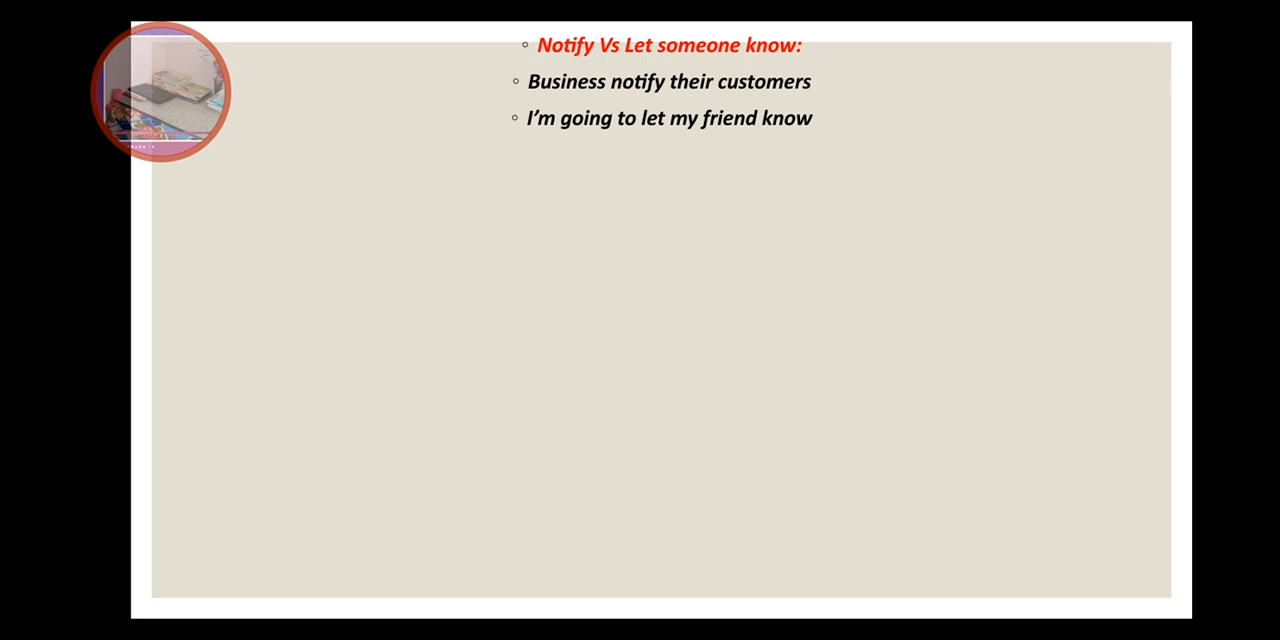 Notify Vs Let someone know:
Business notify their customers
I'm going to let my friend know